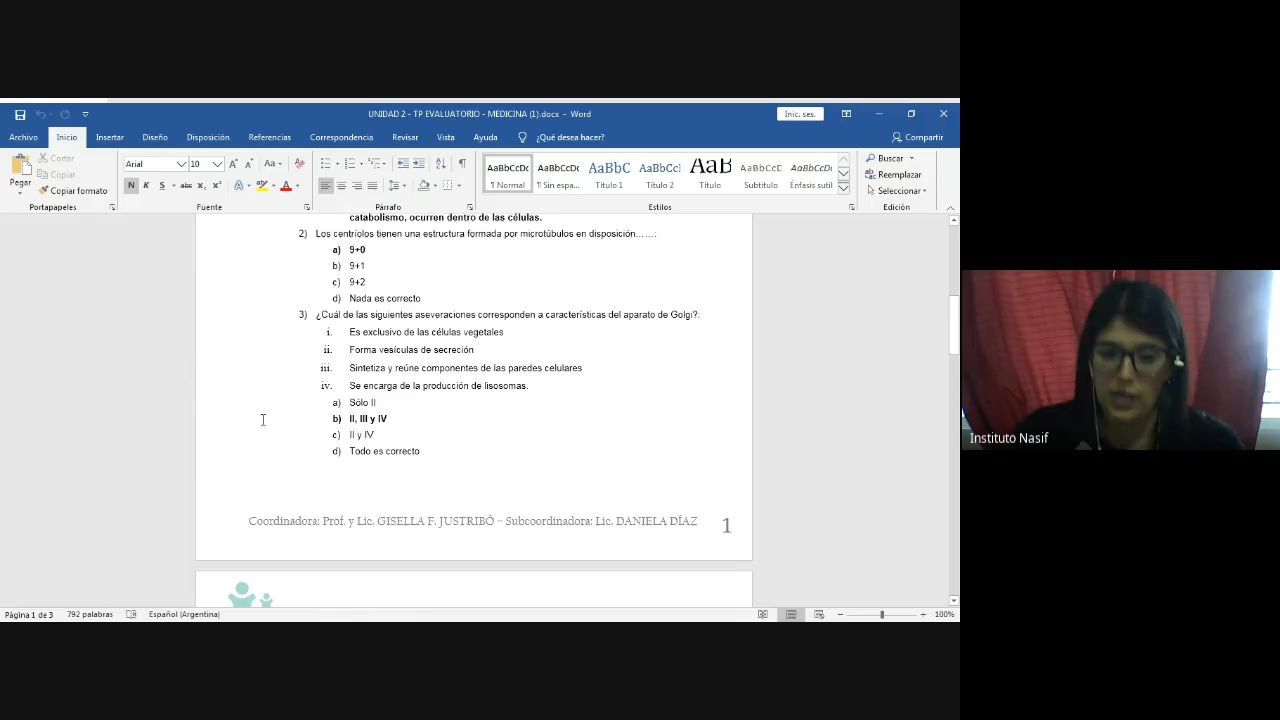 UNIDAD 2 - TP EVALUATORIO - MEDICINA (1).docx - Word
Inic. ses.
Archivo Inicio Insertar Diseño Disposición Referencias Correspondencia Revisar Vista Ayuda ¿Qué desea hacer? Compartir
Pegar
Cortar
Copiar
Copiar formato
Portapapeles
Arial 10
Fuente
Párrafo
AaBbCcDc AaBbCcDc AaBbC AaBbCcI AaB AaBbCcD AaBbCcDc
¶ Normal ¶ Sin espa... Título 1 Título 2 Título Subtítulo Énfasis sutil
Estilos
Buscar
Reemplazar
Seleccionar
Edición
catabolismo, ocurren dentro de las células.
2) Los centríolos tienen una estructura formada por microtúbulos en disposición……:
a) 9+0
b) 9+1
c) 9+2
d) Nada es correcto
3) ¿Cuál de las siguientes aseveraciones corresponden a características del aparato de Golgi?:
i. Es exclusivo de las células vegetales
ii. Forma vesículas de secreción
iii. Sintetiza y reúne componentes de las paredes celulares
iv. Se encarga de la producción de lisosomas.
a) Sólo II
b) II, III y IV
c) II y IV
d) Todo es correcto
Coordinadora: Prof. y Lic. GISELLA F. JUSTRIBÓ – Subcoordinadora: Lic. DANIELA DÍAZ 1
Página 1 de 3 792 palabras Español (Argentina) 100%
Instituto Nasif